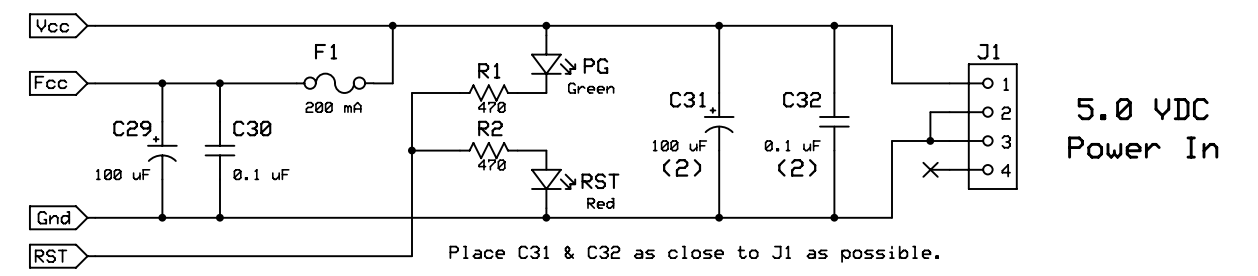 Vcc
F1
J1
Fcc
200 mA
PG
Green
R1
470
1
2
3
4
5.0 VDC
Power In
C29
+
100 uF
C30
0.1 uF
R2
470
C31
+
100 uF
(2)
C32
0.1 uF
(2)
RST
Red
Gnd
RST
Place C31 & C32 as close to J1 as possible.